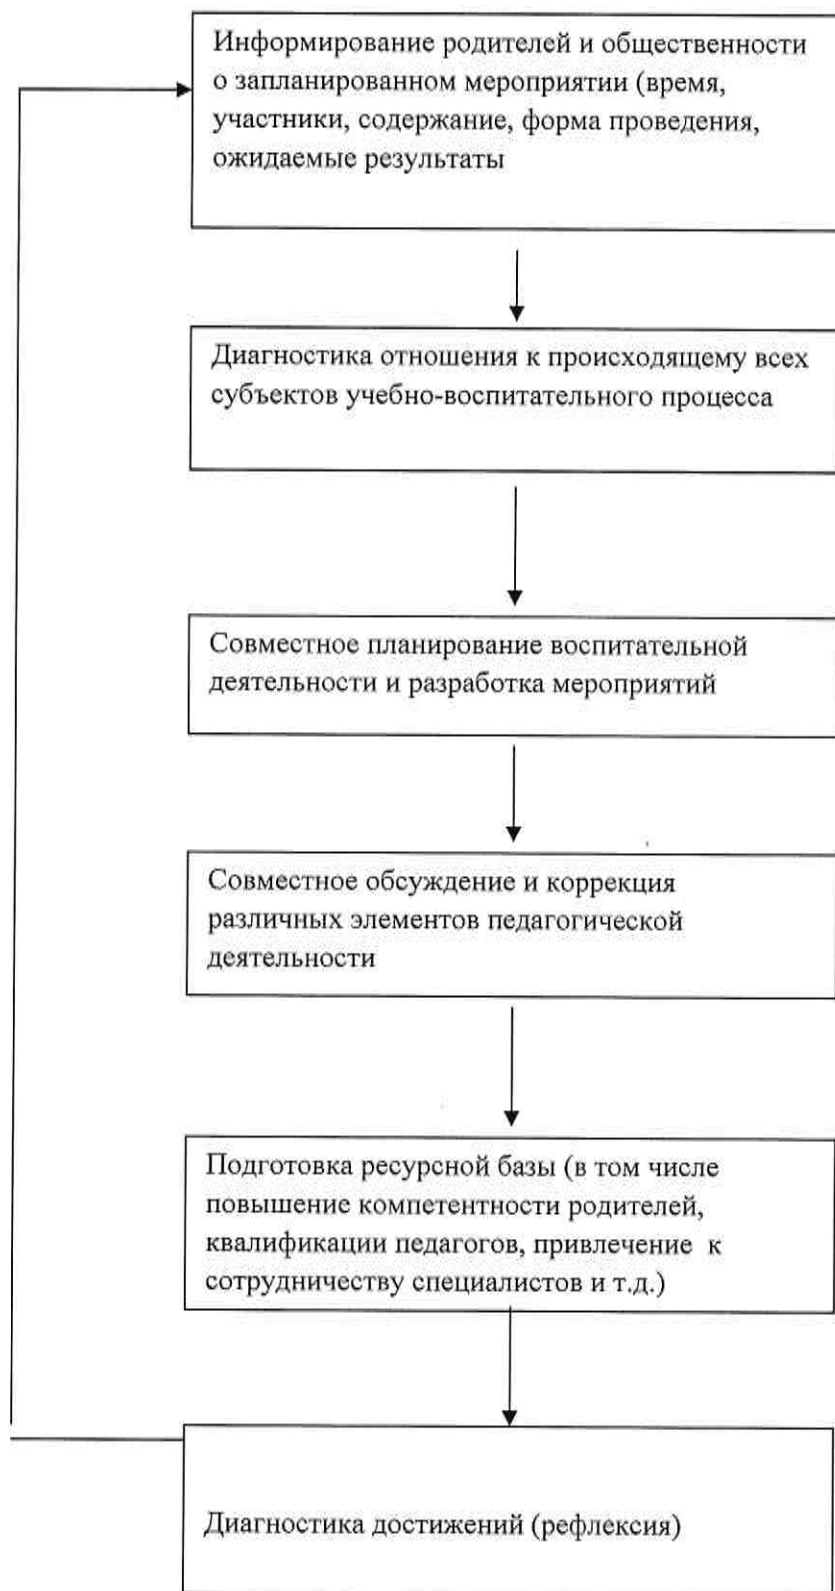 Информирование родителей и общественности
о запланированном мероприятии (время,
участники, содержание, форма проведения,
ожидаемые результаты
Диагностика отношения к происходящему всех
субъектов учебно-воспитательного процесса
Совместное планирование воспитательной
деятельности и разработка мероприятий
Совместное обсуждение и коррекция
различных элементов педагогической
деятельности
Подготовка ресурсной базы (в том числе
повышение компетентности родителей,
квалификации педагогов, привлечение к
сотрудничеству специалистов и т.д.)
Диагностика достижений (рефлексия)